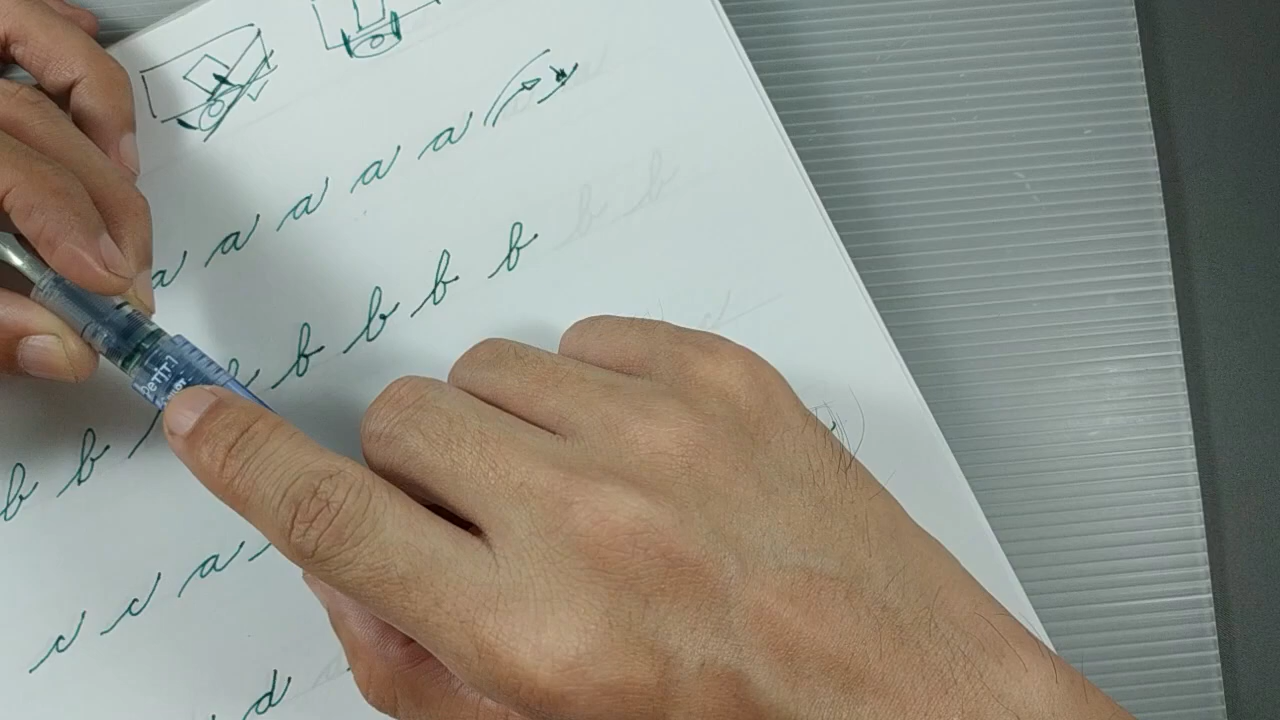 a a a a a
b b b b b b b
c c a
d
petit1